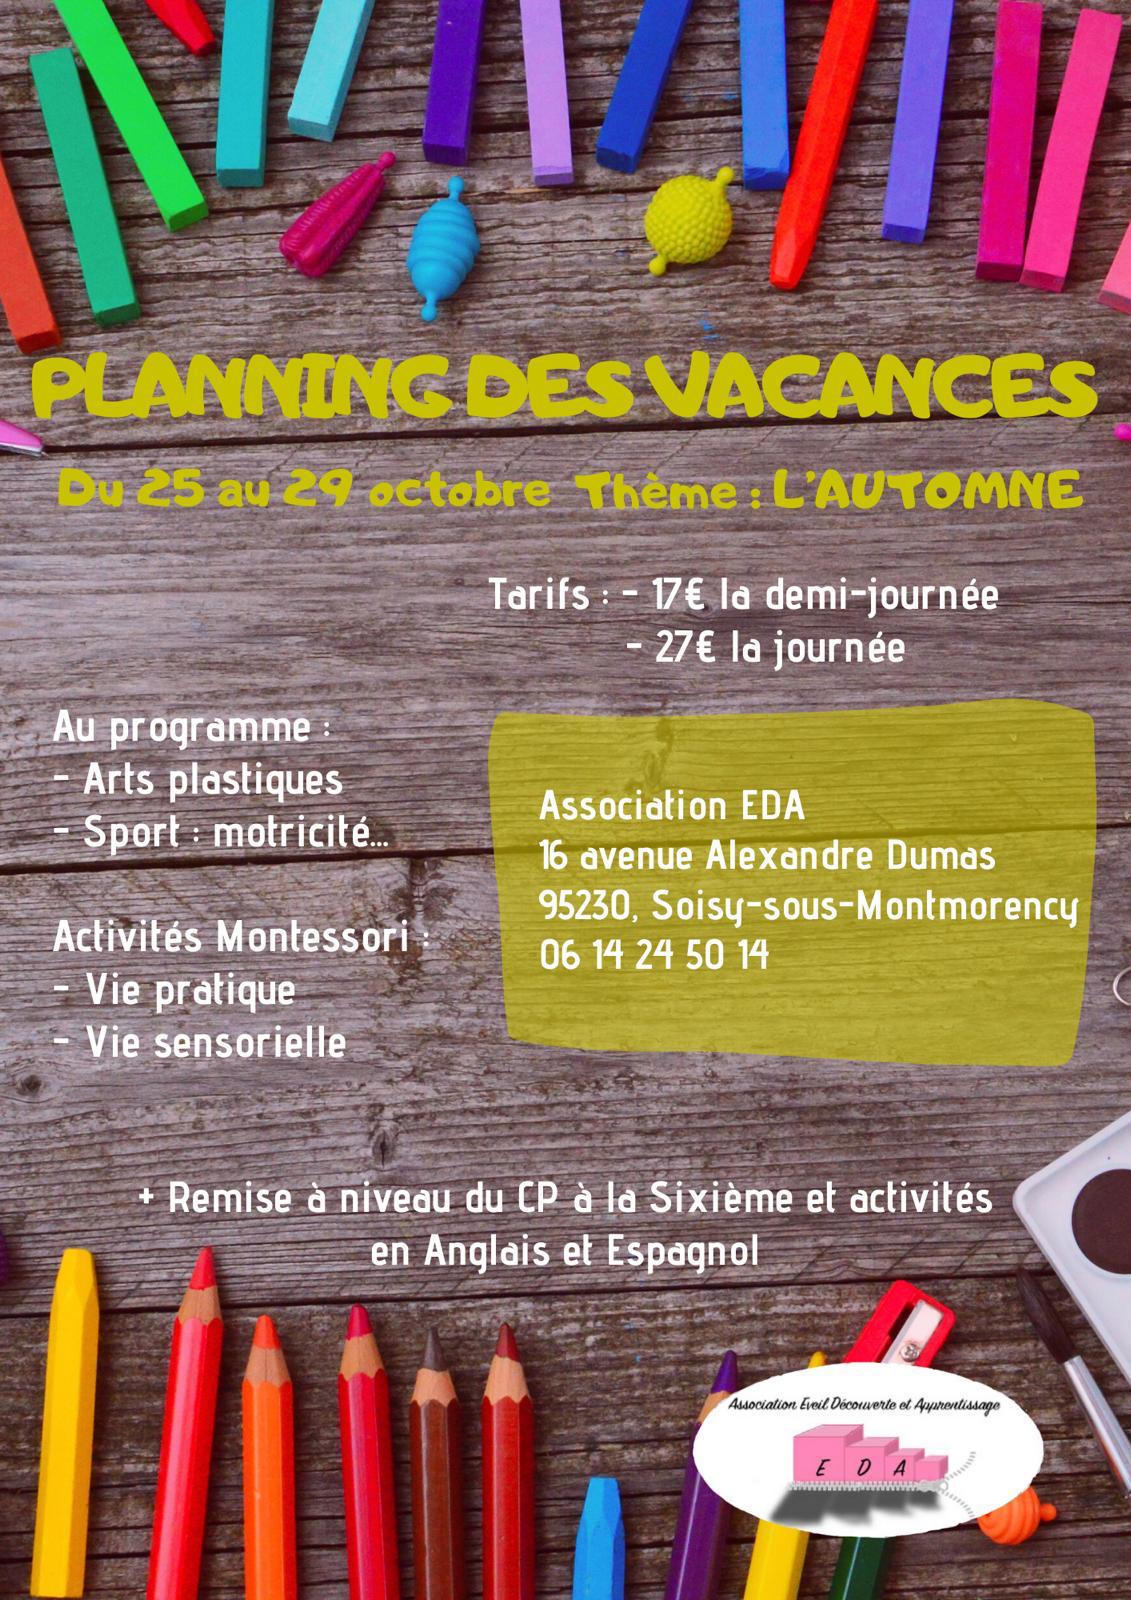 PLANNING DES VACANCES
Du 25 au 29 octobre Thème : L'AUTOMNE
Tarifs : - 17€ la demi-journée
- 27€ la journée
Au programme :
- Arts plastiques
- Sport : motricité...
Activités Montessori :
- Vie pratique
- Vie sensorielle
Association EDA
16 avenue Alexandre Dumas
95230, Soisy-sous-Montmorency
06 14 24 50 14
+ Remise à niveau du CP à la Sixième et activités
en Anglais et Espagnol
Association Eveil Découverte et Apprentissage
E D A